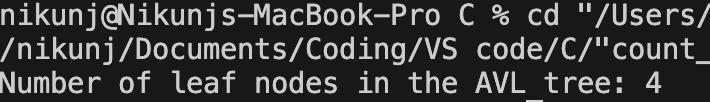 nikunj@Nikunjs-MacBook-Pro C % cd "/Users/
/nikunj/Documents/Coding/VS code/C/"count_
Number of leaf nodes in the AVL tree: 4